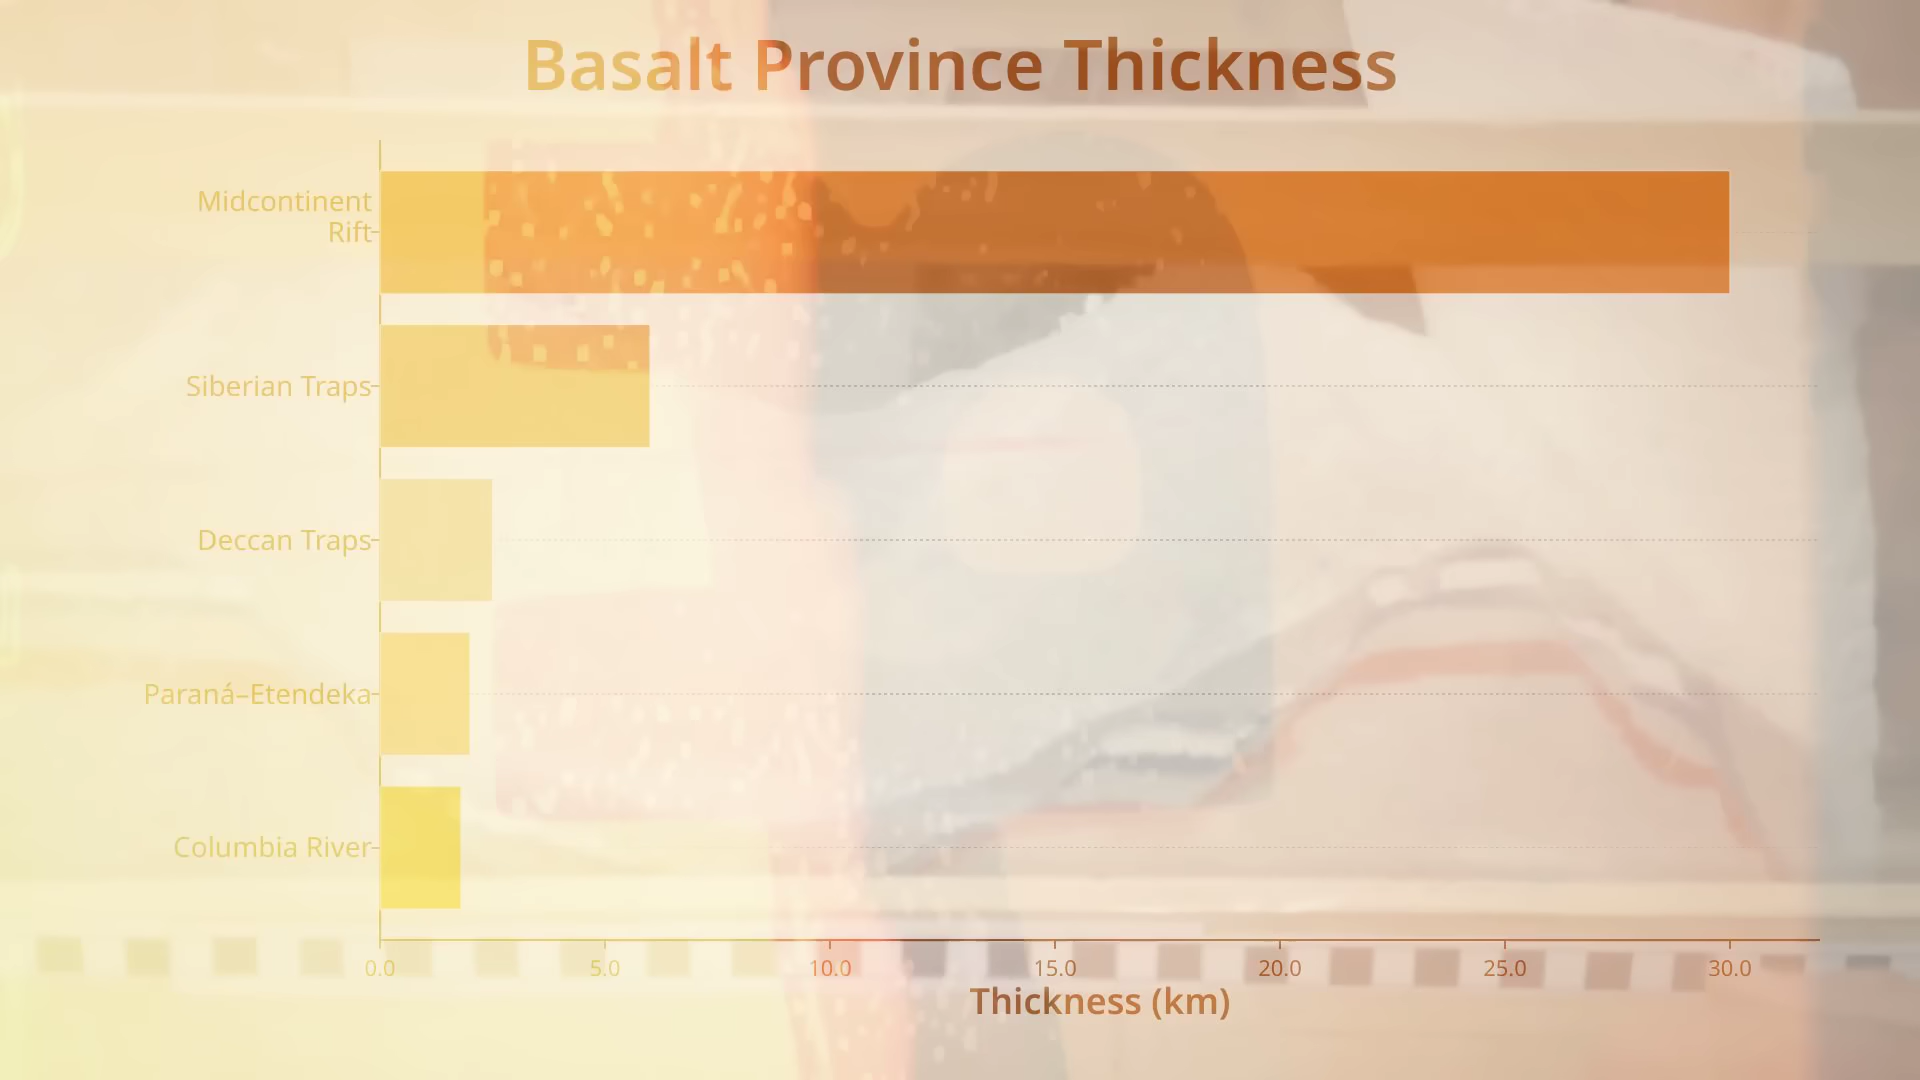 Basalt Province Thickness
Midcontinent
Rift
Siberian Traps
Deccan Traps
Paraná–Etendeka
Columbia River
0.0
5.0
10.0
15.0
20.0
25.0
30.0
Thickness (km)